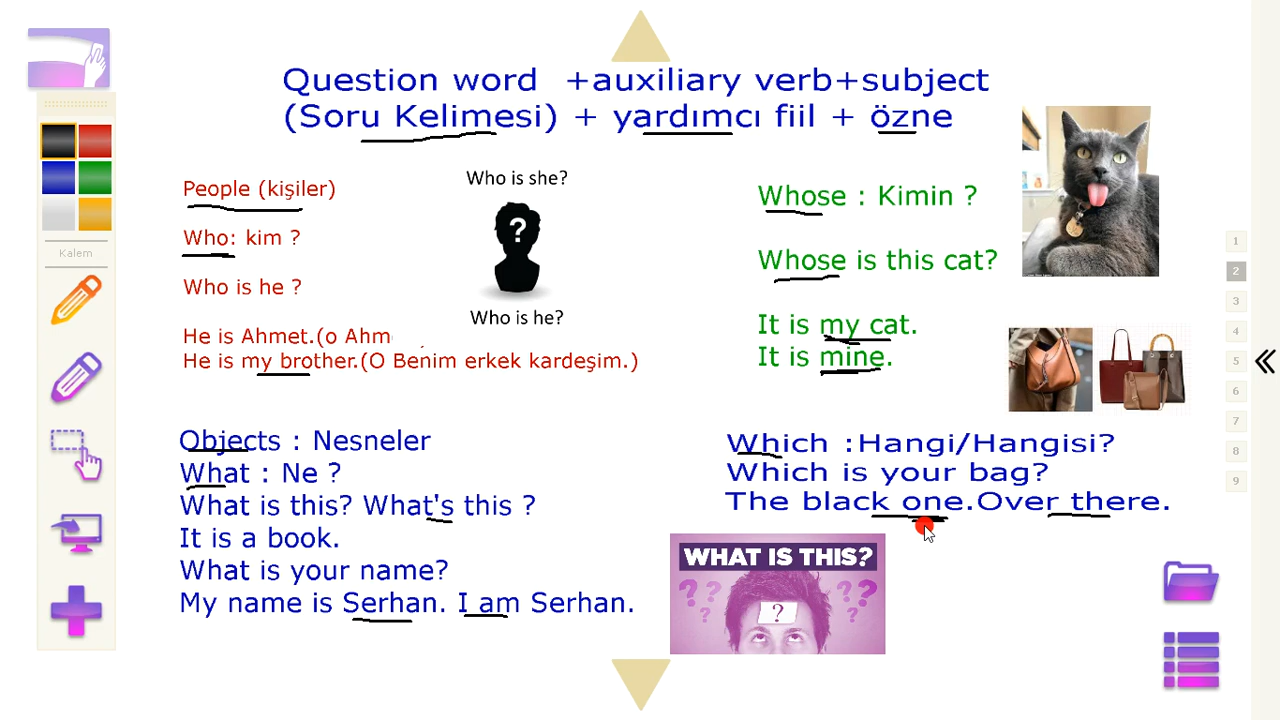 Question word +auxiliary verb+subject
(Soru Kelimesi) + yardımcı fiil + özne
People (kişiler)
Who: kim ?
Who is he ?
He is Ahmet.(o Ahm
He is my brother.(O Benim erkek kardeşim.)
Who is she?
?
Who is he?
Whose : Kimin ?
Whose is this cat?
It is my cat.
It is mine.
Objects : Nesneler
What : Ne ?
What is this? What's this ?
It is a book.
What is your name?
My name is Serhan. I am Serhan.
Which :Hangi/Hangisi?
Which is your bag?
The black one.Over there.
WHAT IS THIS?
? ? ? ? ? ? ?
Kalem
1
2
3
4
5
6
7
8
9